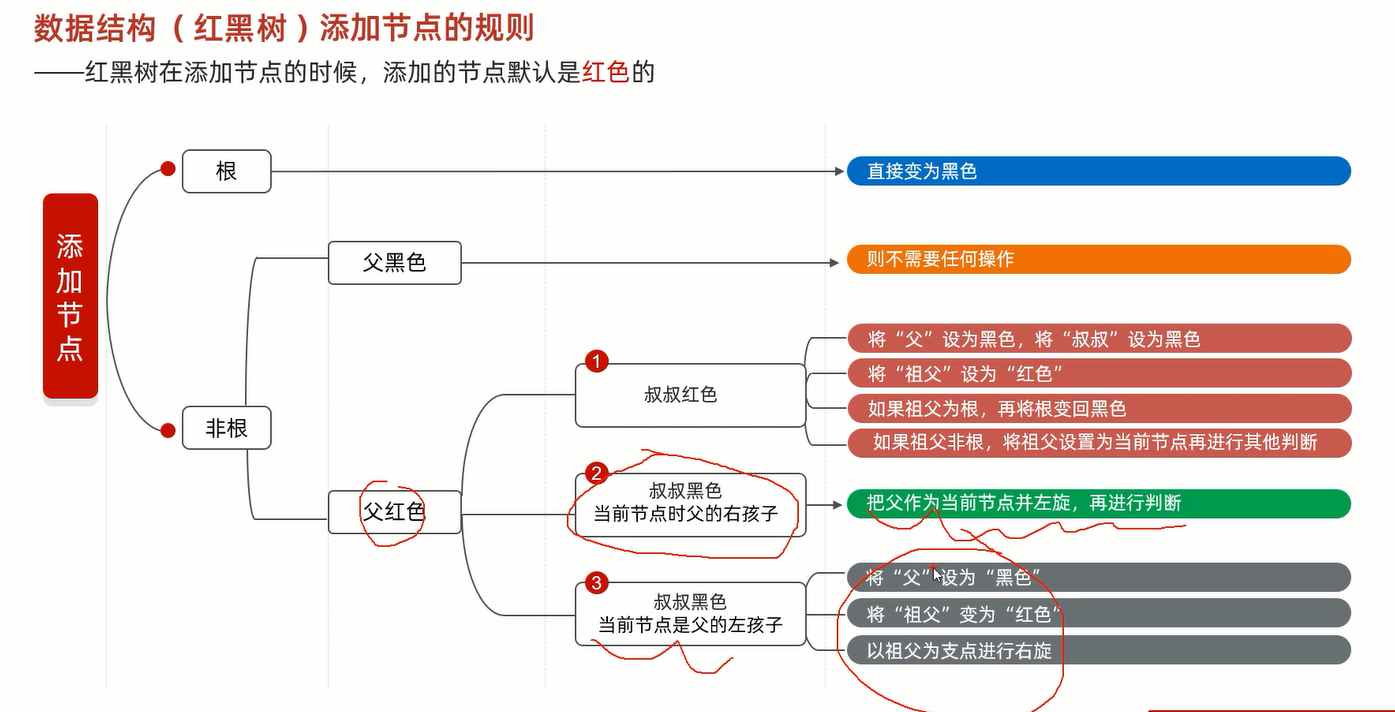 数据结构（红黑树）添加节点的规则
——红黑树在添加节点的时候，添加的节点默认是红色的
添加节点
根
直接变为黑色
父黑色
则不需要任何操作
非根
父红色
1
叔叔红色
将“父”设为黑色，将“叔叔”设为黑色
将“祖父”设为“红色”
如果祖父为根，再将根变回黑色
如果祖父非根，将祖父设置为当前节点再进行其他判断
2
叔叔黑色
当前节点时父的右孩子
把父作为当前节点并左旋，再进行判断
3
叔叔黑色
当前节点是父的左孩子
将“父”设为“黑色”
将“祖父”变为“红色”
以祖父为支点进行右旋